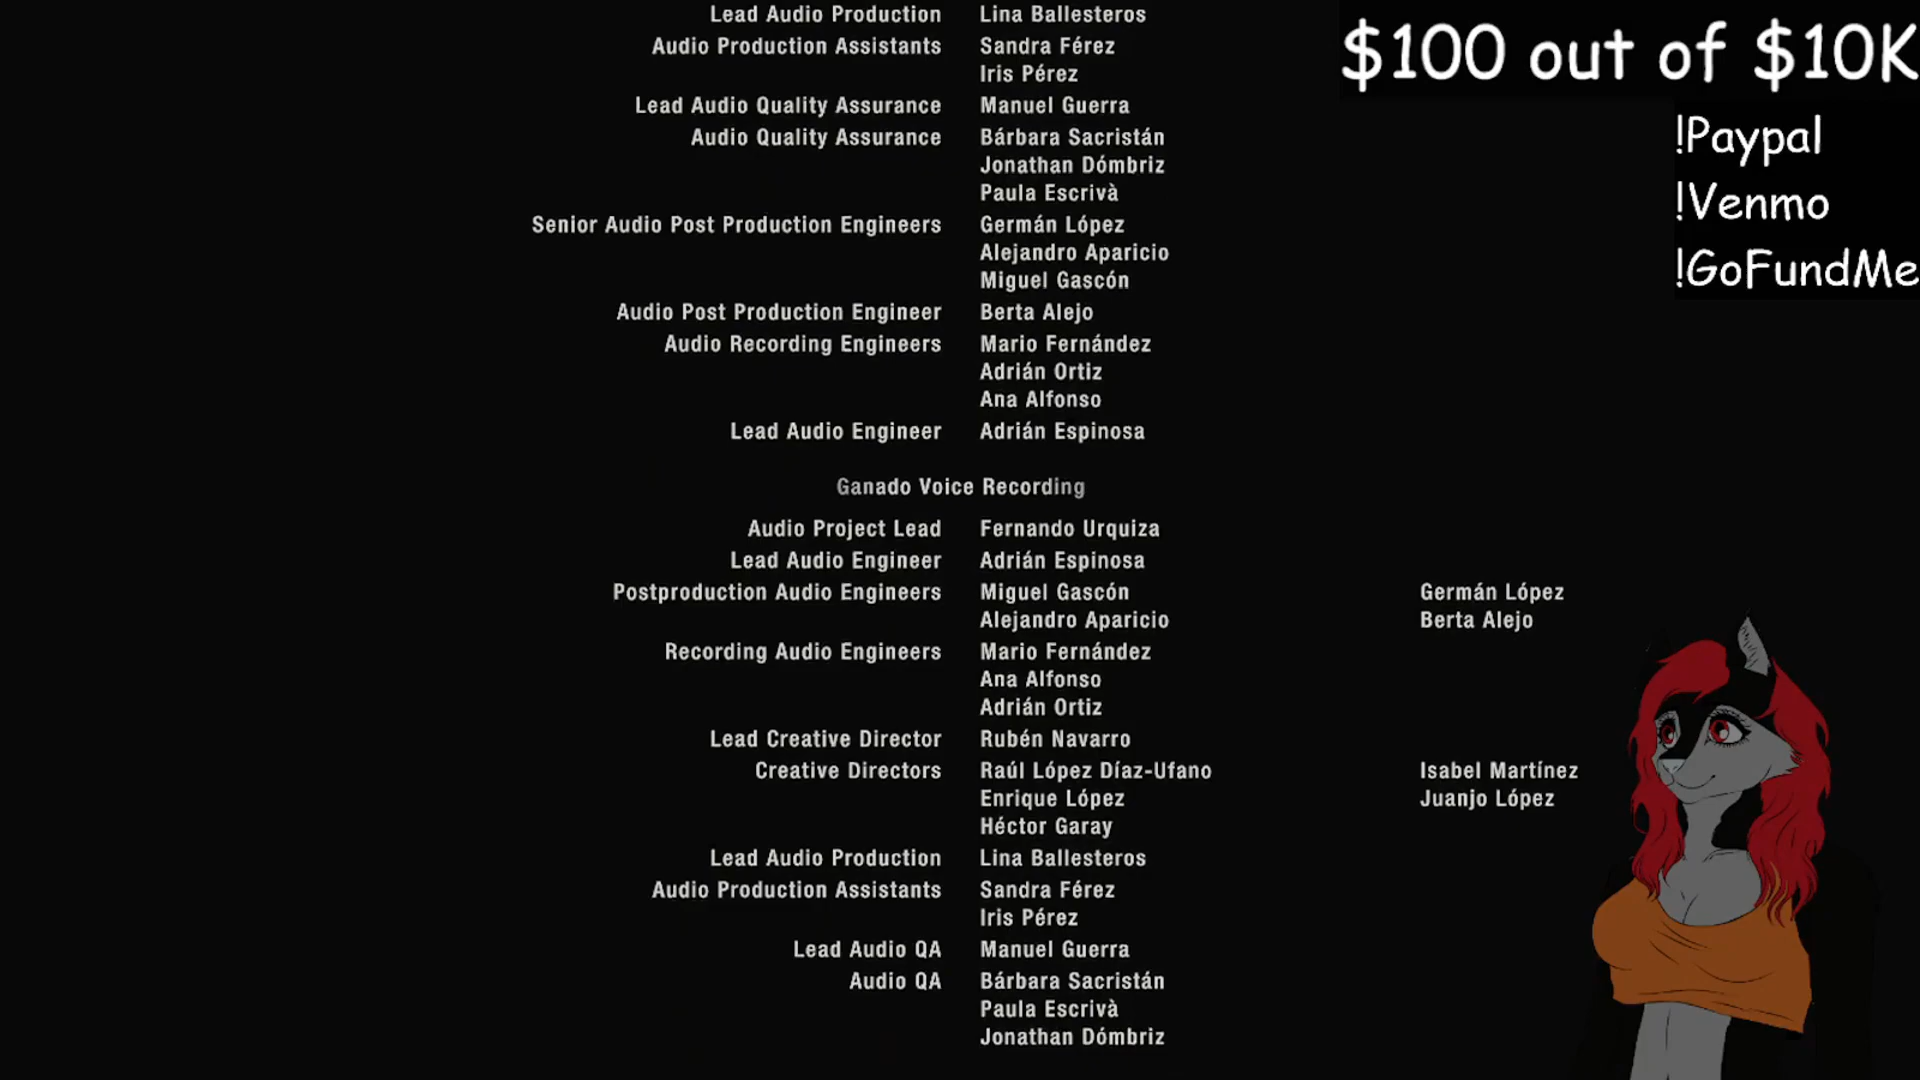 Lead Audio Production Lina Ballesteros
Audio Production Assistants Sandra Férez
Iris Pérez
Lead Audio Quality Assurance Manuel Guerra
Audio Quality Assurance Bárbara Sacristán
Jonathan Dómbriz
Paula Escrivà
Senior Audio Post Production Engineers Germán López
Alejandro Aparicio
Miguel Gascón
Audio Post Production Engineer Berta Alejo
Audio Recording Engineers Mario Fernández
Adrián Ortiz
Ana Alfonso
Lead Audio Engineer Adrián Espinosa
Ganado Voice Recording
Audio Project Lead Fernando Urquiza
Lead Audio Engineer Adrián Espinosa
Postproduction Audio Engineers Miguel Gascón Germán López
Alejandro Aparicio Berta Alejo
Recording Audio Engineers Mario Fernández
Ana Alfonso
Adrián Ortiz
Lead Creative Director Rubén Navarro
Creative Directors Raúl López Díaz-Ufano Isabel Martínez
Enrique López Juanjo López
Héctor Garay
Lead Audio Production Lina Ballesteros
Audio Production Assistants Sandra Férez
Iris Pérez
Lead Audio QA Manuel Guerra
Audio QA Bárbara Sacristán
Paula Escrivà
Jonathan Dómbriz
$100 out of $10K
!Paypal
!Venmo
!GoFundMe